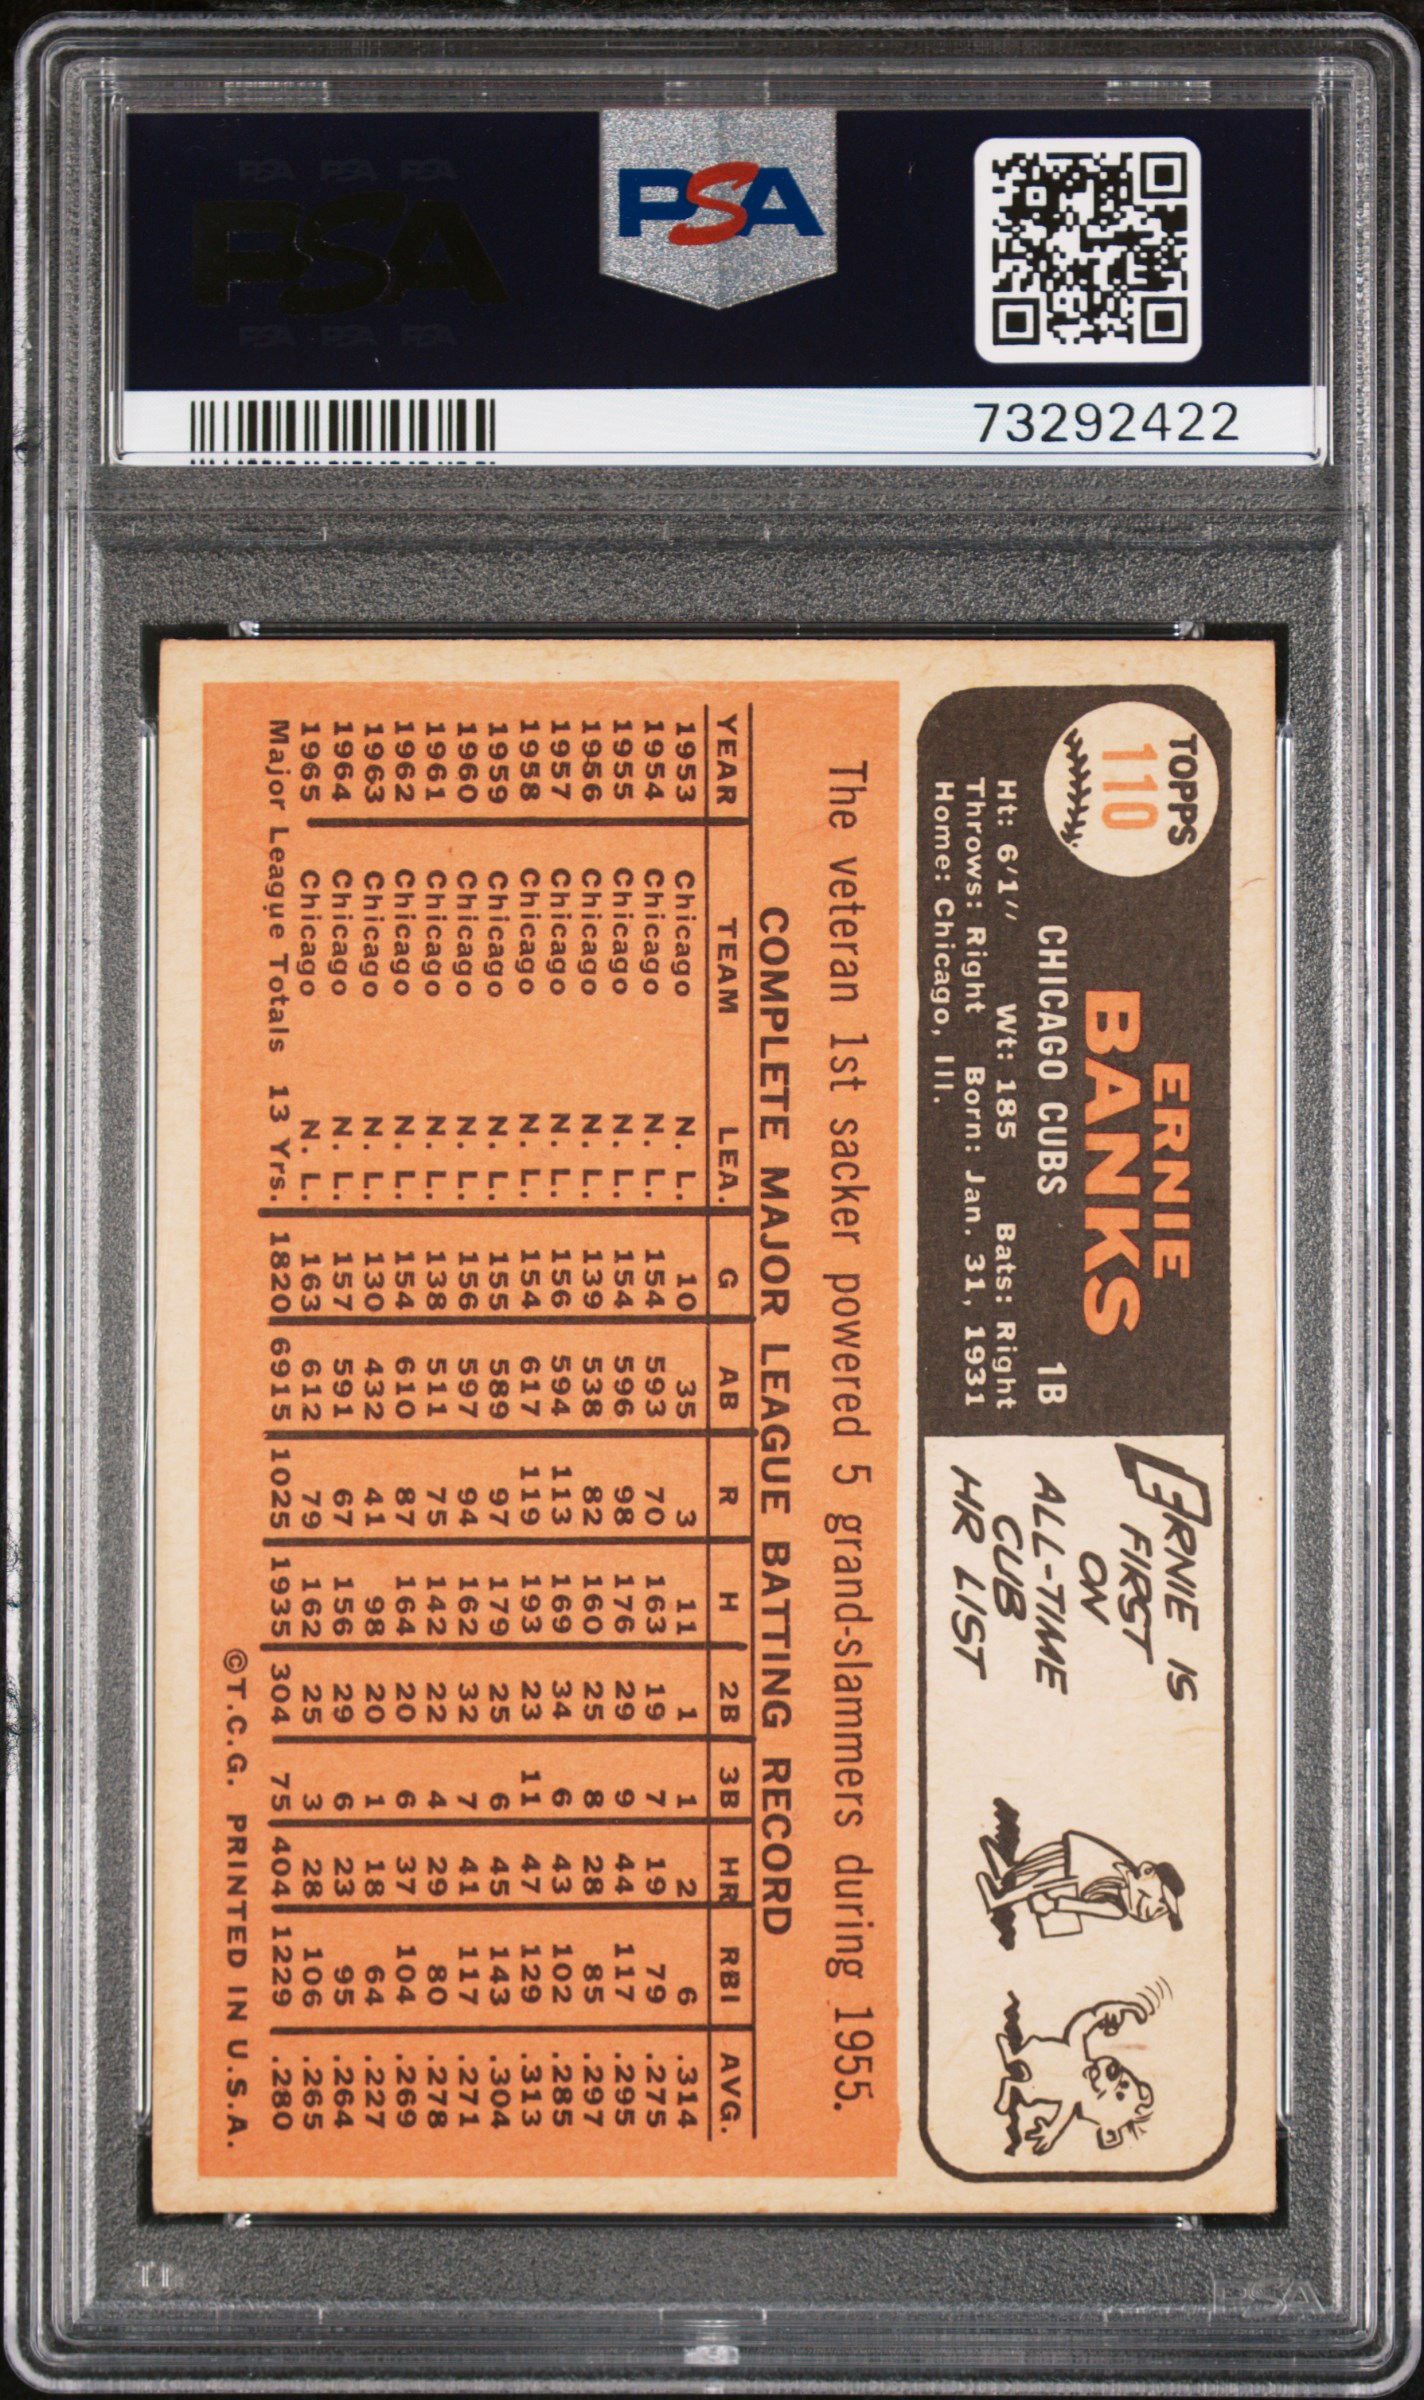 PSA PSA PSA
PSA
PSA PSA PSA
PSA
73292422
TOPPS
110
ERNIE
BANKS
CHICAGO CUBS 1B
Ht: 6'1" Wt: 185 Bats: Right
Throws: Right Born: Jan. 31, 1931
Home: Chicago, Ill.
ERNIE IS
FIRST
ON
ALL-TIME
CUB
HR LIST
The veteran 1st sacker powered 5 grand-slammers during 1955.
COMPLETE MAJOR LEAGUE BATTING RECORD
YEAR TEAM LEA. G AB R H 2B 3B HR RBI AVG.
1953 Chicago N. L. 10 35 3 11 1 1 2 6 .314
1954 Chicago N. L. 154 593 70 163 19 7 19 79 .275
1955 Chicago N. L. 154 596 98 176 29 9 44 117 .295
1956 Chicago N. L. 139 538 82 160 25 8 28 85 .297
1957 Chicago N. L. 156 594 113 169 34 6 43 102 .285
1958 Chicago N. L. 154 617 119 193 23 11 47 129 .313
1959 Chicago N. L. 155 589 97 179 25 6 45 143 .304
1960 Chicago N. L. 156 597 94 162 32 7 41 117 .271
1961 Chicago N. L. 138 511 75 142 22 4 29 80 .278
1962 Chicago N. L. 154 610 87 164 20 6 37 104 .269
1963 Chicago N. L. 130 432 41 98 20 1 18 64 .227
1964 Chicago N. L. 157 591 67 156 29 6 23 95 .264
1965 Chicago N. L. 163 612 79 162 25 3 28 106 .265
Major League Totals 13 Yrs. 1820 6915 1025 1935 304 75 404 1229 .280
©T.C.G. PRINTED IN U.S.A.
PSA